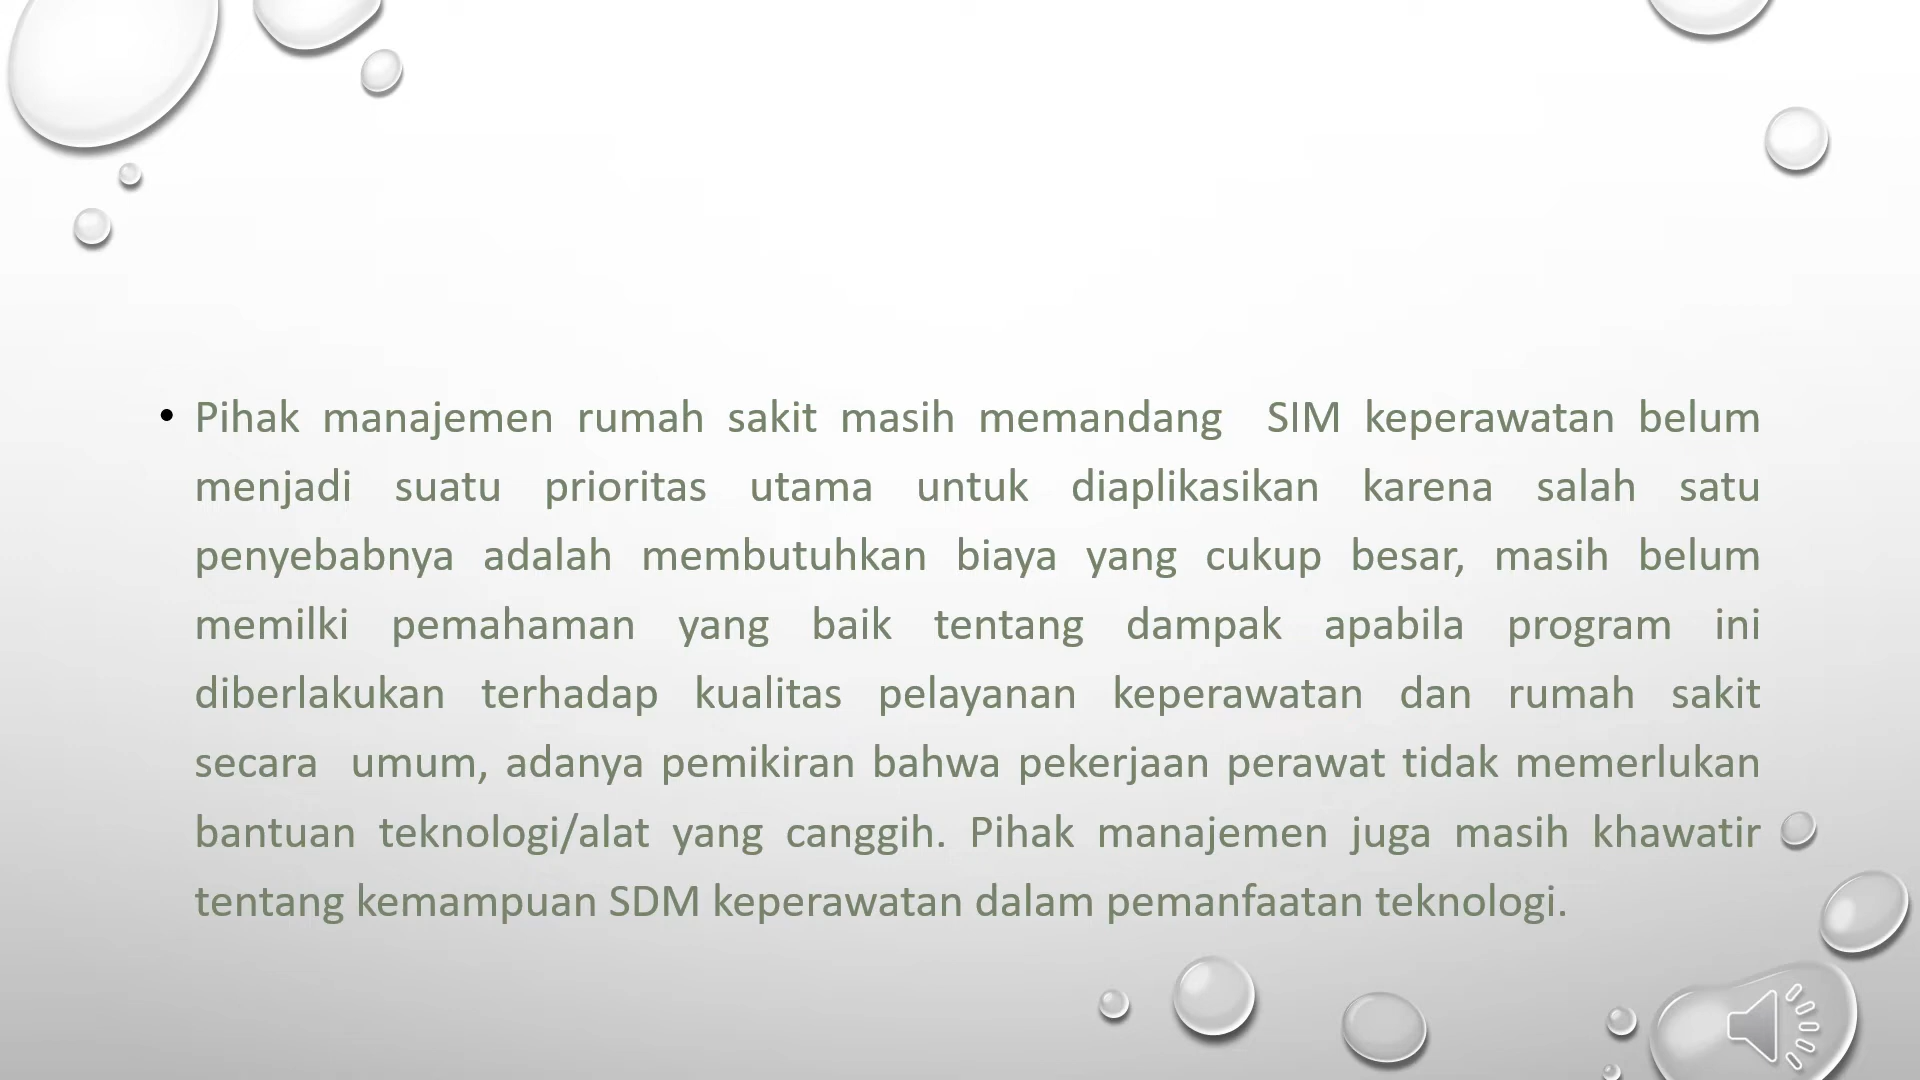 • Pihak manajemen rumah sakit masih memandang SIM keperawatan belum
menjadi suatu prioritas utama untuk diaplikasikan karena salah satu
penyebabnya adalah membutuhkan biaya yang cukup besar, masih belum
memilki pemahaman yang baik tentang dampak apabila program ini
diberlakukan terhadap kualitas pelayanan keperawatan dan rumah sakit
secara umum, adanya pemikiran bahwa pekerjaan perawat tidak memerlukan
bantuan teknologi/alat yang canggih. Pihak manajemen juga masih khawatir
tentang kemampuan SDM keperawatan dalam pemanfaatan teknologi.